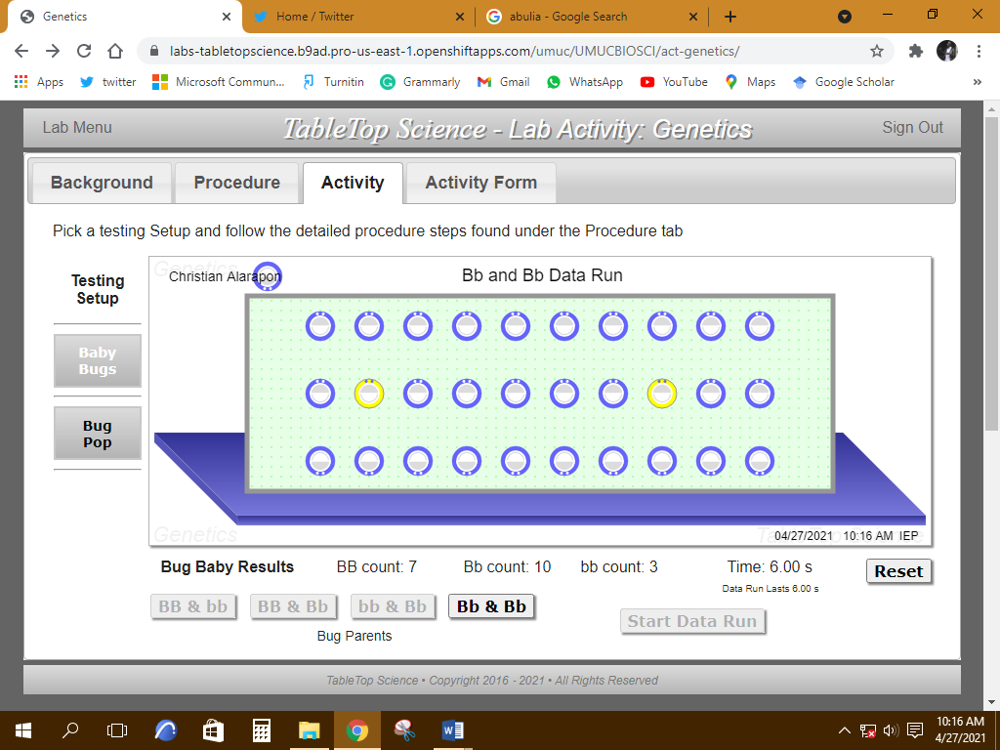 Genetics
Home / Twitter
abulia - Google Search
labs-tabletopscience.b9ad.pro-us-east-1.openshiftapps.com/umuc/UMUCBIOSCI/act-genetics/
Apps twitter Microsoft Commun... Turnitin Grammarly Gmail WhatsApp YouTube Maps Google Scholar »
Lab Menu TableTop Science - Lab Activity: Genetics Sign Out
Background Procedure Activity Activity Form
Pick a testing Setup and follow the detailed procedure steps found under the Procedure tab
Testing
Setup
Baby
Bugs
Bug
Pop
Genetics
Christian Alarapon Bb and Bb Data Run
Genetics
04/27/2021 10:16 AM IEP
Bug Baby Results BB count: 7 Bb count: 10 bb count: 3 Time: 6.00 s
Data Run Lasts 6.00 s
Reset
BB & bb BB & Bb bb & Bb Bb & Bb
Start Data Run
Bug Parents
TableTop Science • Copyright 2016 - 2021 • All Rights Reserved
10:16 AM
4/27/2021